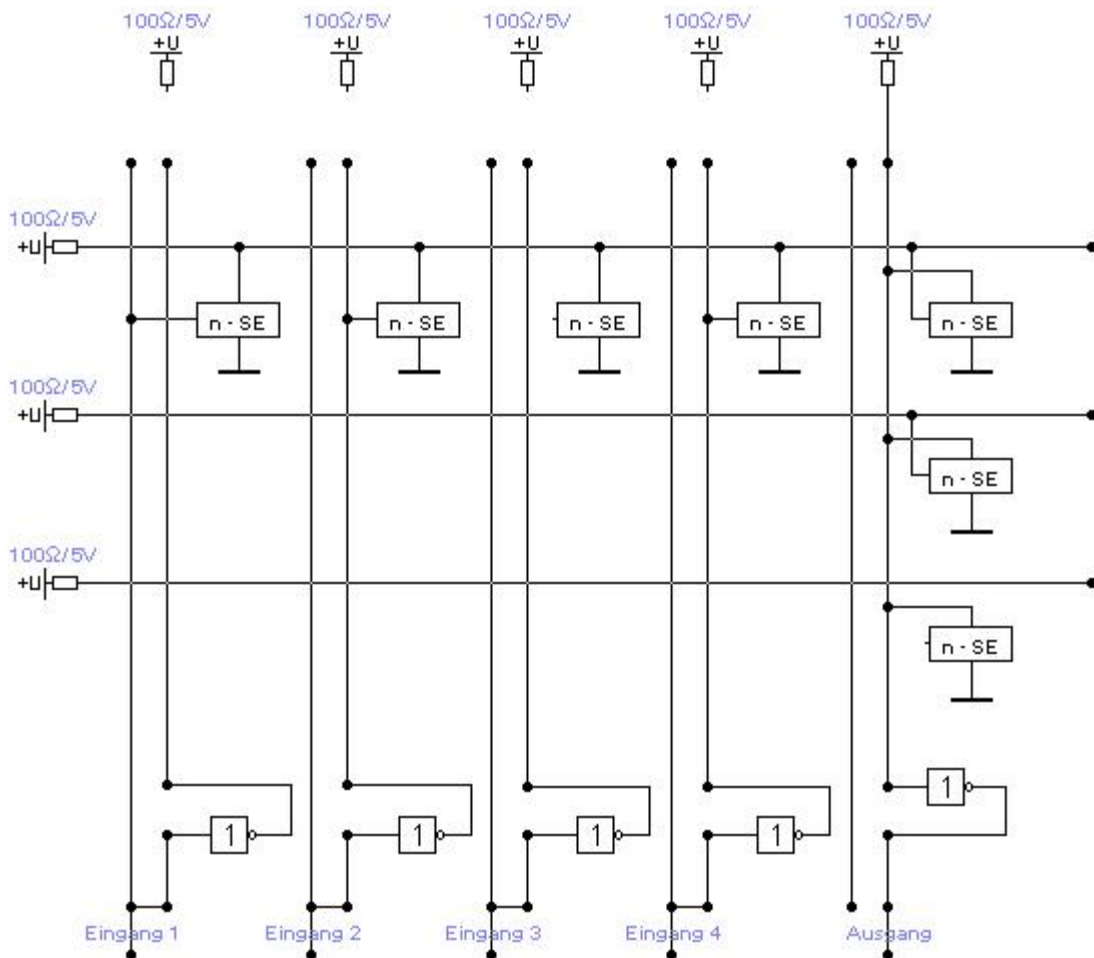 100Ω/5V 100Ω/5V 100Ω/5V 100Ω/5V 100Ω/5V
+U +U +U +U +U
100Ω/5V
+U
n - SE n - SE n - SE n - SE n - SE
100Ω/5V
+U
n - SE
100Ω/5V
+U
n - SE
1
1 1 1 1
Eingang 1 Eingang 2 Eingang 3 Eingang 4 Ausgang